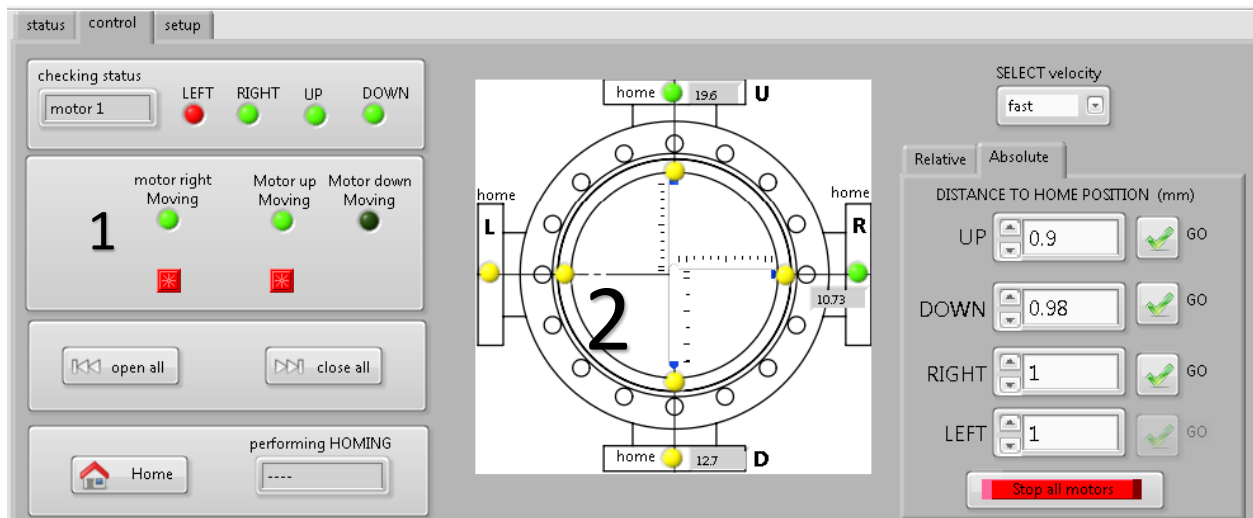 status control setup
checking status
motor 1
LEFT RIGHT UP DOWN
1
motor right
Moving
Motor up
Moving
Motor down
Moving
open all
close all
Home
performing HOMING
----
home 19.6 U
home
L
home
R
10.73
2
home 12.7 D
SELECT velocity
fast
Relative Absolute
DISTANCE TO HOME POSITION (mm)
UP 0.9 GO
DOWN 0.98 GO
RIGHT 1 GO
LEFT 1 GO
Stop all motors